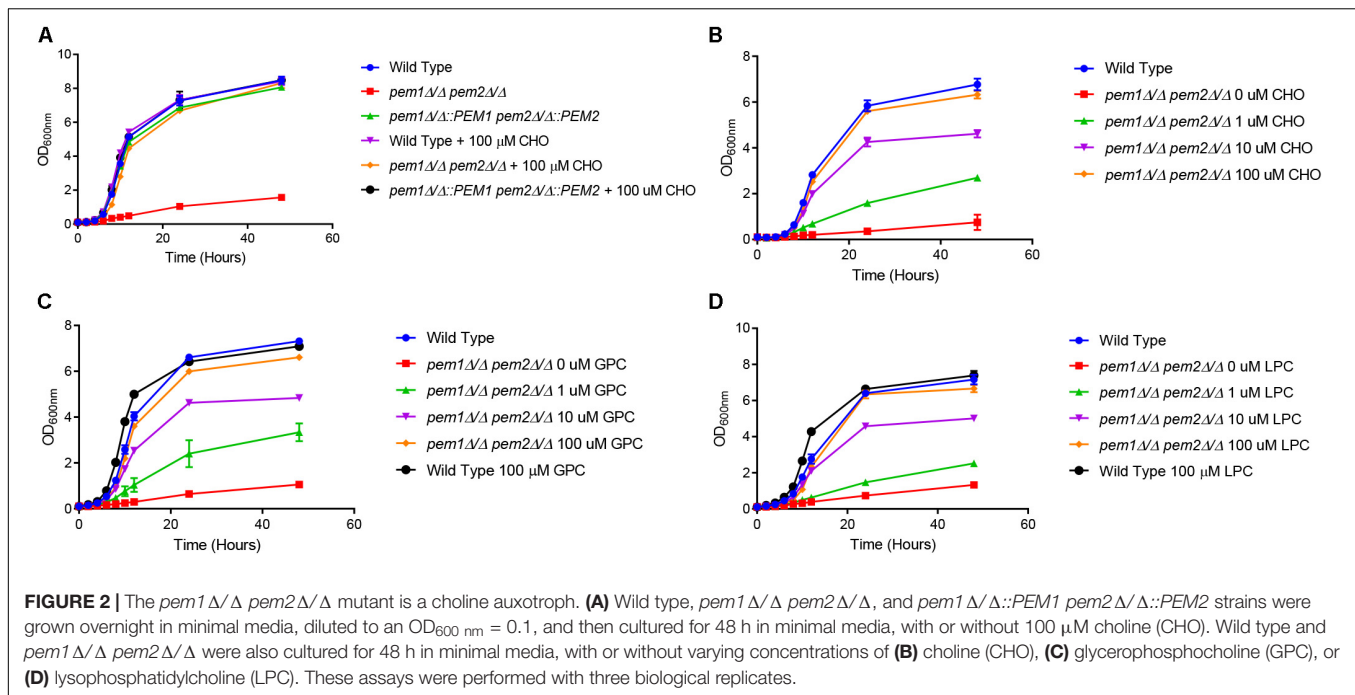 A
10
8
6
4
2
0
OD600nm
0
20
40
60
Time (Hours)
Wild Type
pem1Δ/Δ pem2Δ/Δ
pem1Δ/Δ::PEM1 pem2Δ/Δ::PEM2
Wild Type + 100 μM CHO
pem1Δ/Δ pem2Δ/Δ + 100 μM CHO
pem1Δ/Δ::PEM1 pem2Δ/Δ::PEM2 + 100 uM CHO
B
8
6
4
2
0
OD600nm
0
20
40
60
Time (Hours)
Wild Type
pem1Δ/Δ pem2Δ/Δ 0 uM CHO
pem1Δ/Δ pem2Δ/Δ 1 uM CHO
pem1Δ/Δ pem2Δ/Δ 10 uM CHO
pem1Δ/Δ pem2Δ/Δ 100 uM CHO
C
8
6
4
2
0
OD600nm
0
20
40
60
Time (Hours)
Wild Type
pem1Δ/Δ pem2Δ/Δ 0 uM GPC
pem1Δ/Δ pem2Δ/Δ 1 uM GPC
pem1Δ/Δ pem2Δ/Δ 10 uM GPC
pem1Δ/Δ pem2Δ/Δ 100 uM GPC
Wild Type 100 μM GPC
D
10
8
6
4
2
0
OD600nm
0
20
40
60
Time (Hours)
Wild Type
pem1Δ/Δ pem2Δ/Δ 0 uM LPC
pem1Δ/Δ pem2Δ/Δ 1 uM LPC
pem1Δ/Δ pem2Δ/Δ 10 uM LPC
pem1Δ/Δ pem2Δ/Δ 100 uM LPC
Wild Type 100 μM LPC
FIGURE 2 | The pem1Δ/Δ pem2Δ/Δ mutant is a choline auxotroph. (A) Wild type, pem1Δ/Δ pem2Δ/Δ, and pem1Δ/Δ::PEM1 pem2Δ/Δ::PEM2 strains were
grown overnight in minimal media, diluted to an OD600 nm = 0.1, and then cultured for 48 h in minimal media, with or without 100 μM choline (CHO). Wild type and
pem1Δ/Δ pem2Δ/Δ were also cultured for 48 h in minimal media, with or without varying concentrations of (B) choline (CHO), (C) glycerophosphocholine (GPC), or
(D) lysophosphatidylcholine (LPC). These assays were performed with three biological replicates.